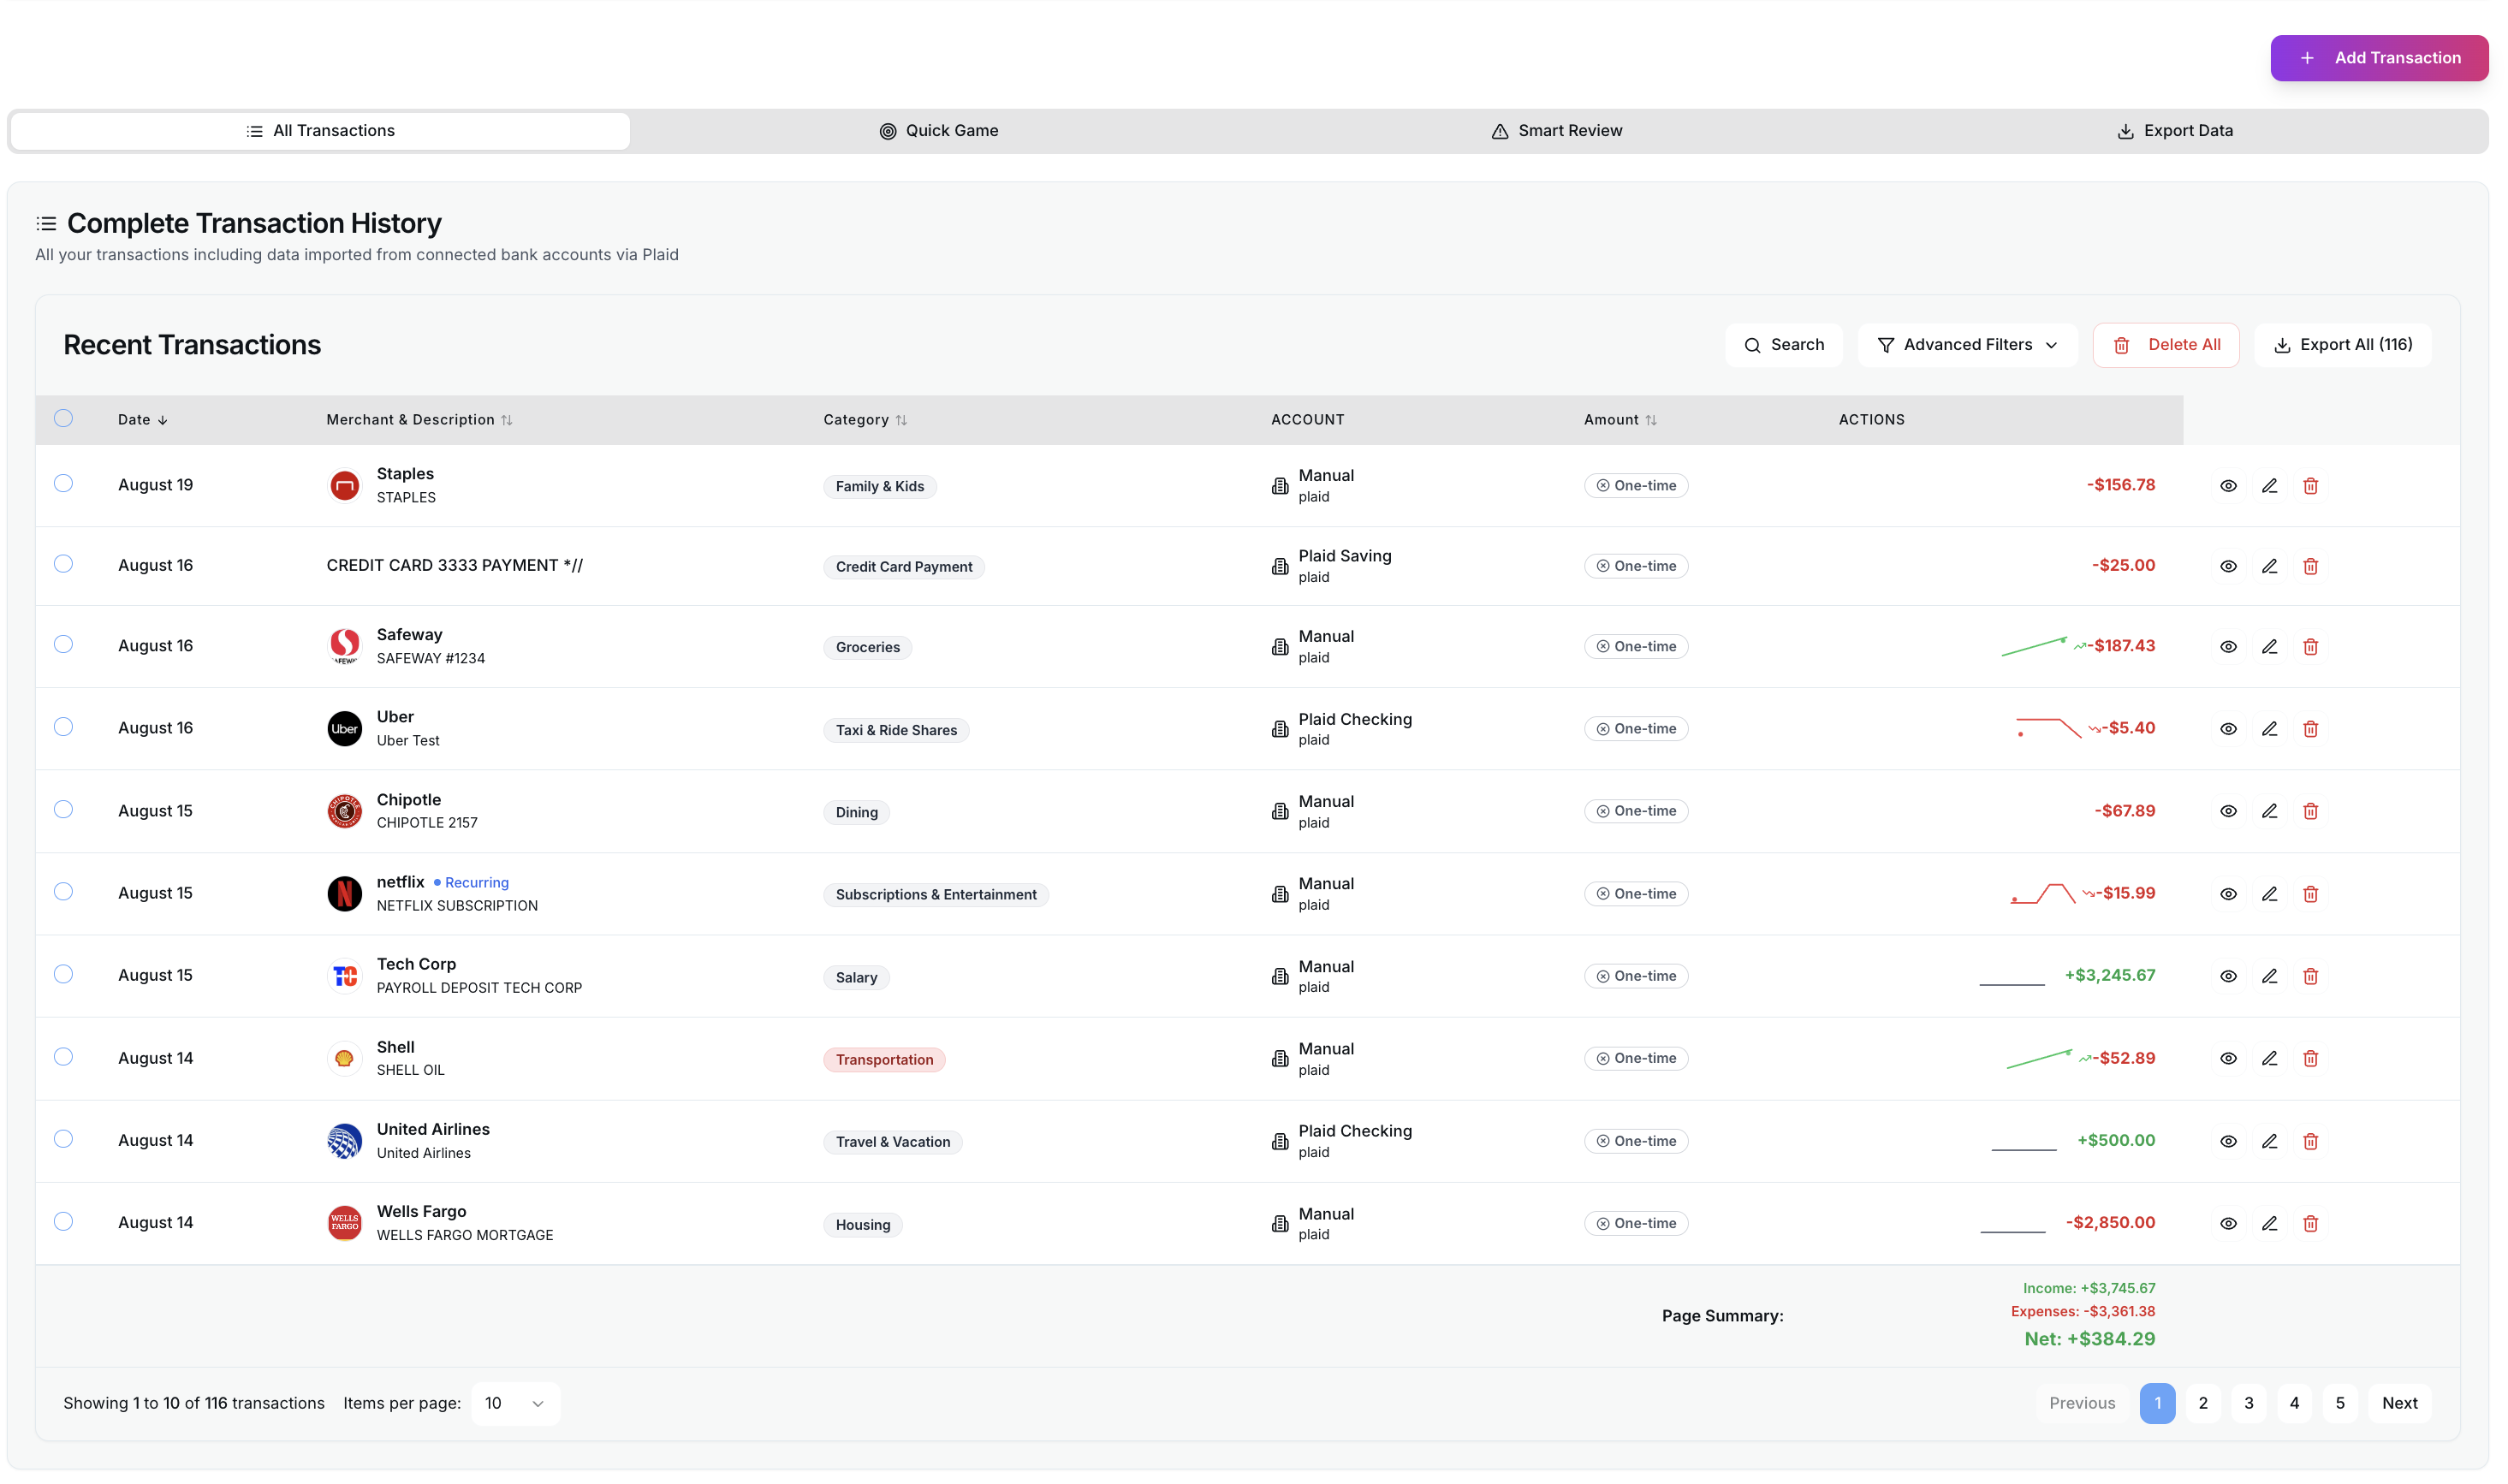 Add Transaction
All Transactions
Quick Game
Smart Review
Export Data
Complete Transaction History
All your transactions including data imported from connected bank accounts via Plaid
Recent Transactions
Search
Advanced Filters
Delete All
Export All (116)
Date Merchant & Description Category ACCOUNT Amount ACTIONS
August 19 Staples STAPLES Family & Kids Manual plaid One-time -$156.78
August 16 CREDIT CARD 3333 PAYMENT *// Credit Card Payment Plaid Saving plaid One-time -$25.00
August 16 SAFEWAY Safeway SAFEWAY #1234 Groceries Manual plaid One-time -$187.43
August 16 Uber Uber Uber Test Taxi & Ride Shares Plaid Checking plaid One-time -$5.40
August 15 CHIPOTLE Chipotle CHIPOTLE 2157 Dining Manual plaid One-time -$67.89
August 15 N netflix Recurring NETFLIX SUBSCRIPTION Subscriptions & Entertainment Manual plaid One-time -$15.99
August 15 Tech Corp PAYROLL DEPOSIT TECH CORP Salary Manual plaid One-time +$3,245.67
August 14 Shell SHELL OIL Transportation Manual plaid One-time -$52.89
August 14 United Airlines United Airlines Travel & Vacation Plaid Checking plaid One-time +$500.00
August 14 WELLS FARGO Wells Fargo WELLS FARGO MORTGAGE Housing Manual plaid One-time -$2,850.00
Page Summary:
Income: +$3,745.67
Expenses: -$3,361.38
Net: +$384.29
Showing 1 to 10 of 116 transactions Items per page: 10
Previous 1 2 3 4 5 Next